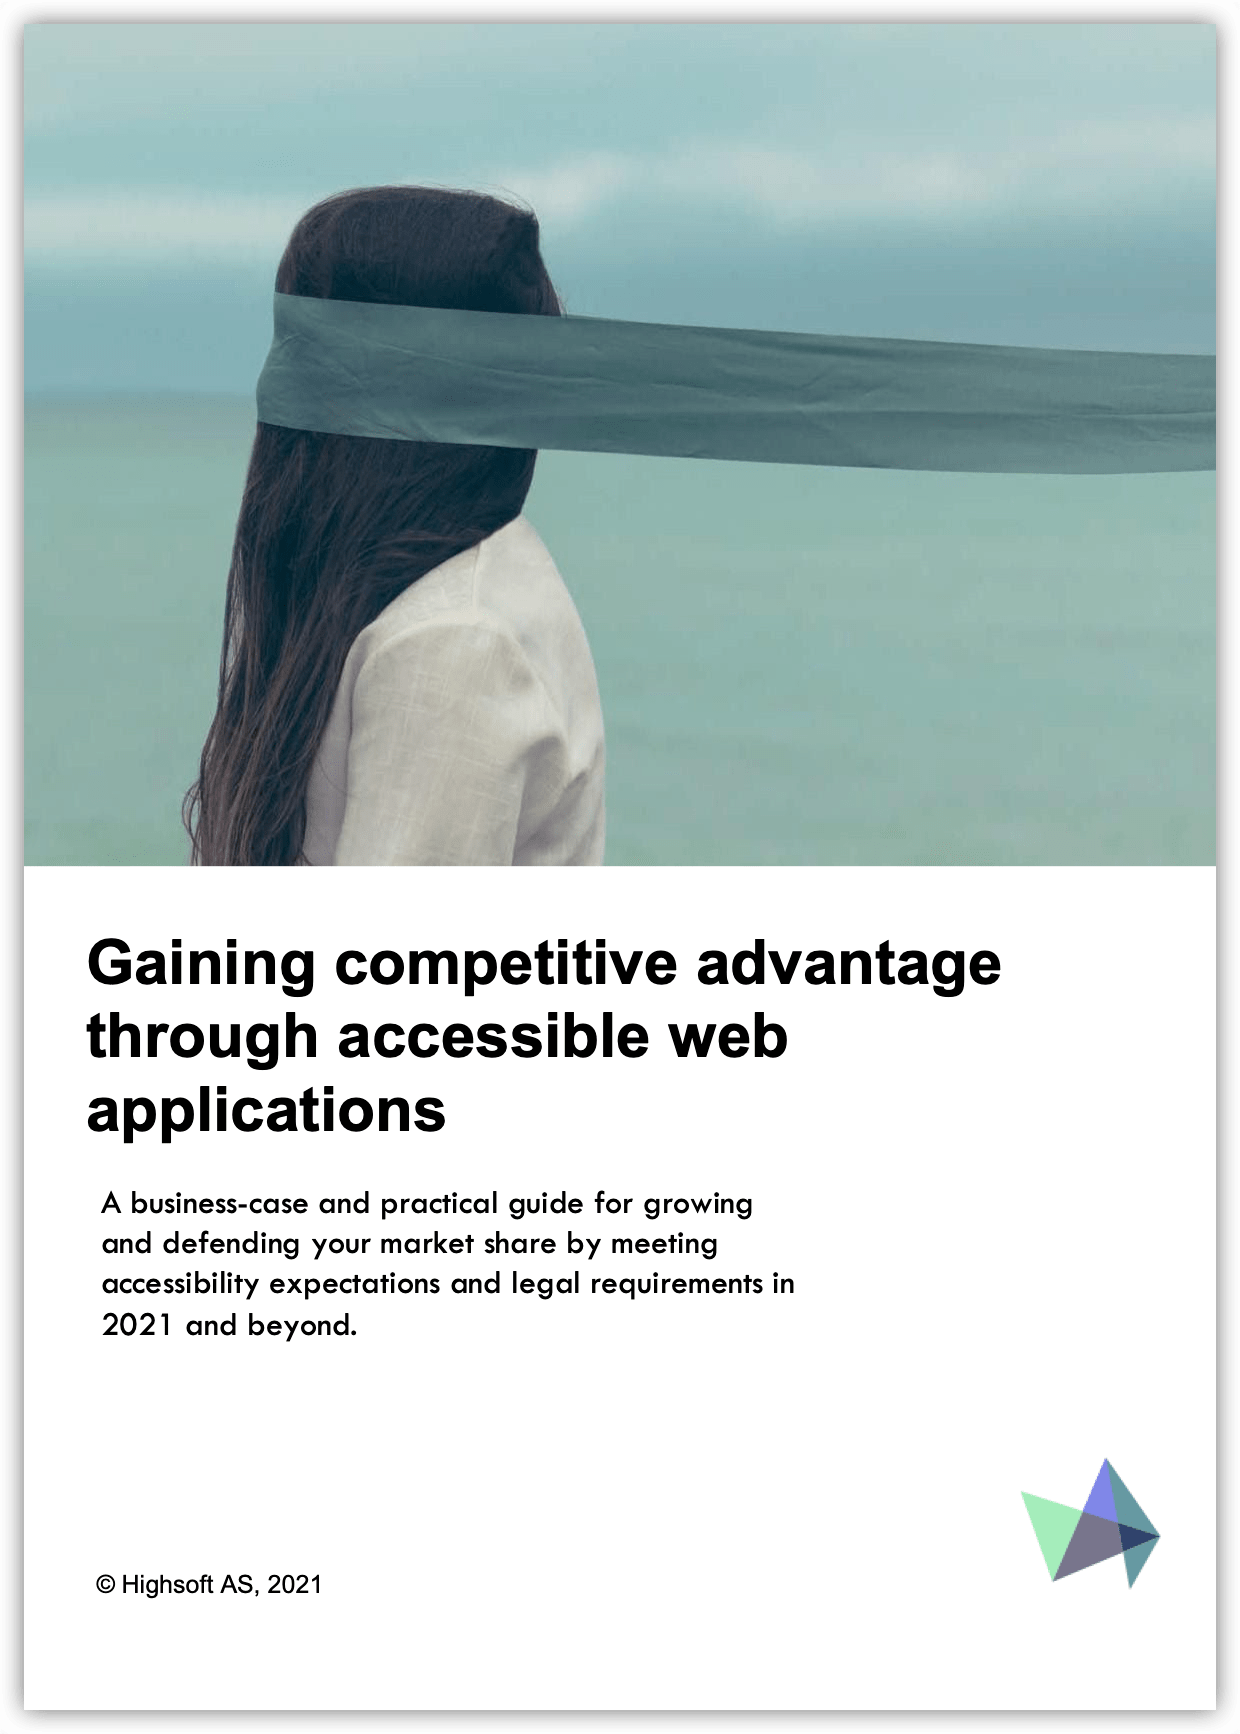 Gaining competitive advantage
through accessible web
applications
A business-case and practical guide for growing
and defending your market share by meeting
accessibility expectations and legal requirements in
2021 and beyond.
© Highsoft AS, 2021